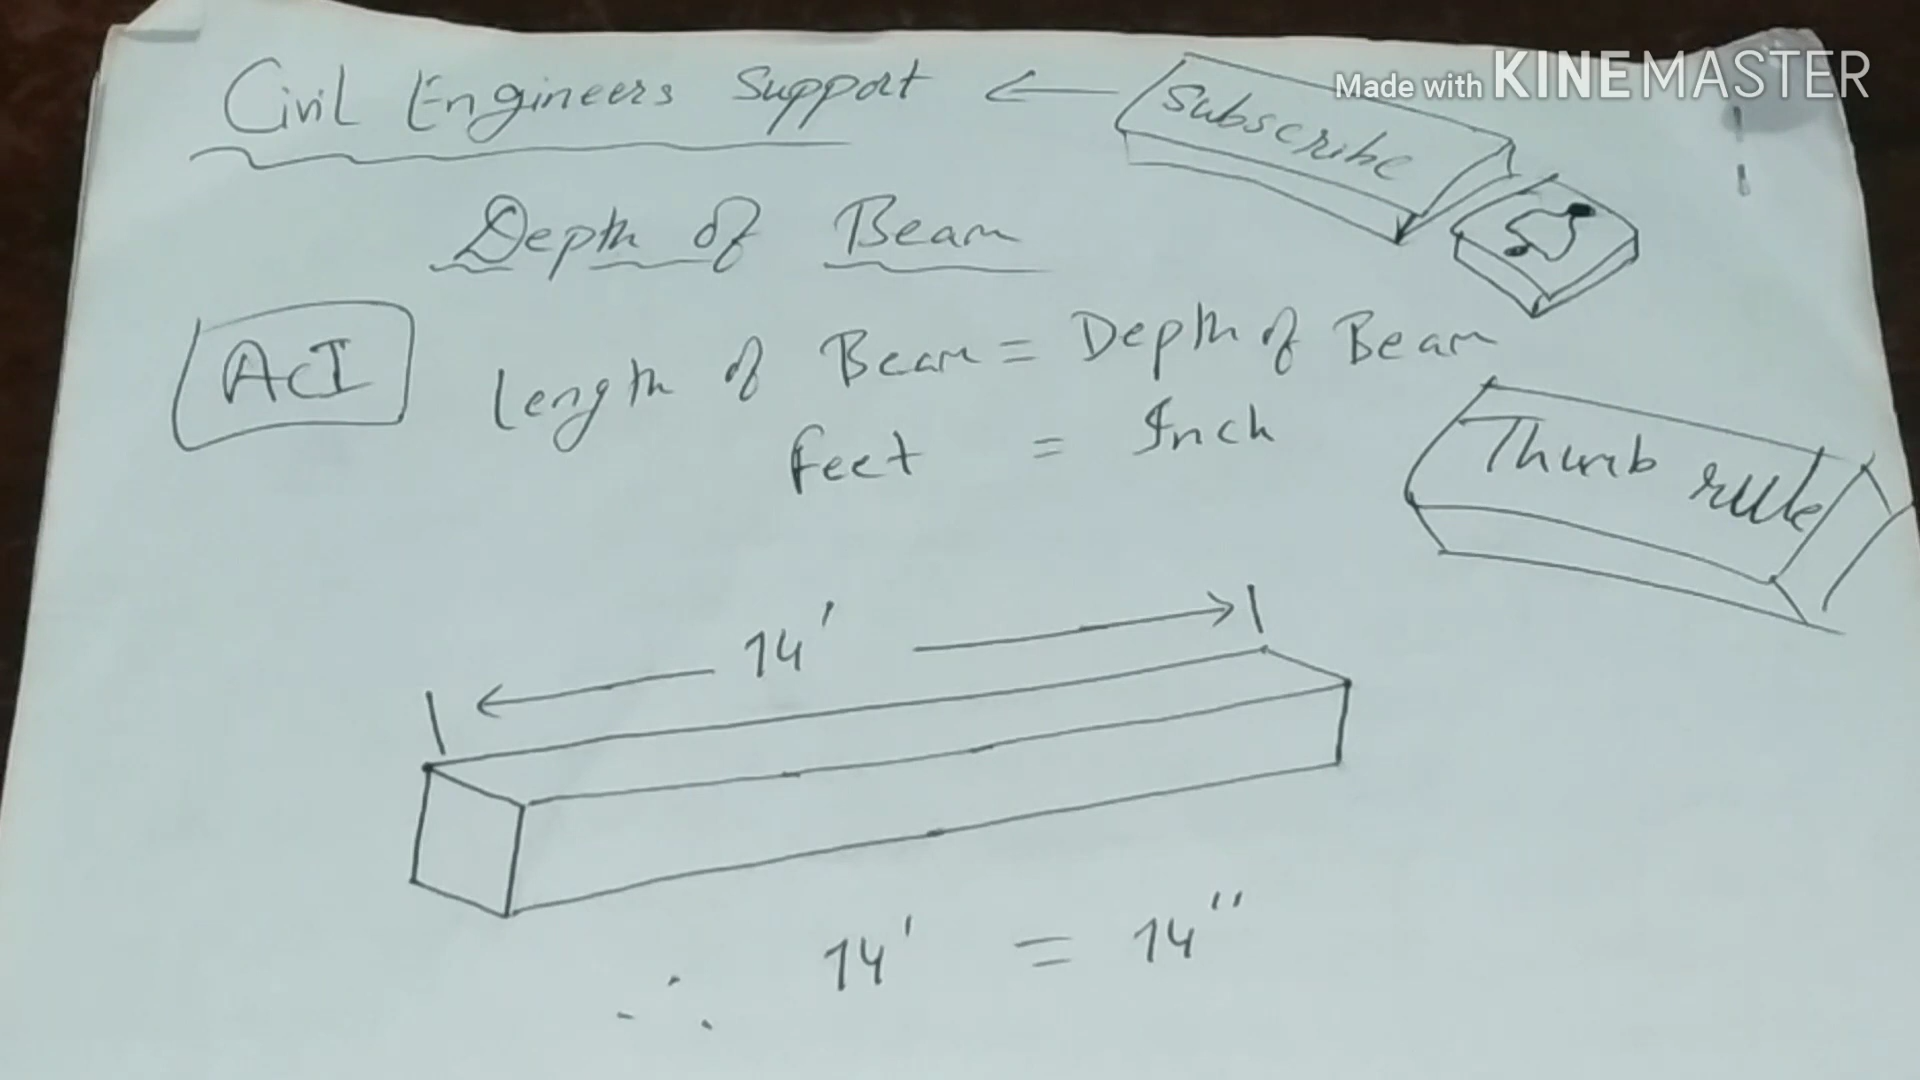 Civil Engineers Support ← Subscribe
Made with KINEMASTER
Depth of Beam
ACI
Length of Beam = Depth of Beam
feet = Inch
Thumb rule
14'
∴ 14' = 14"